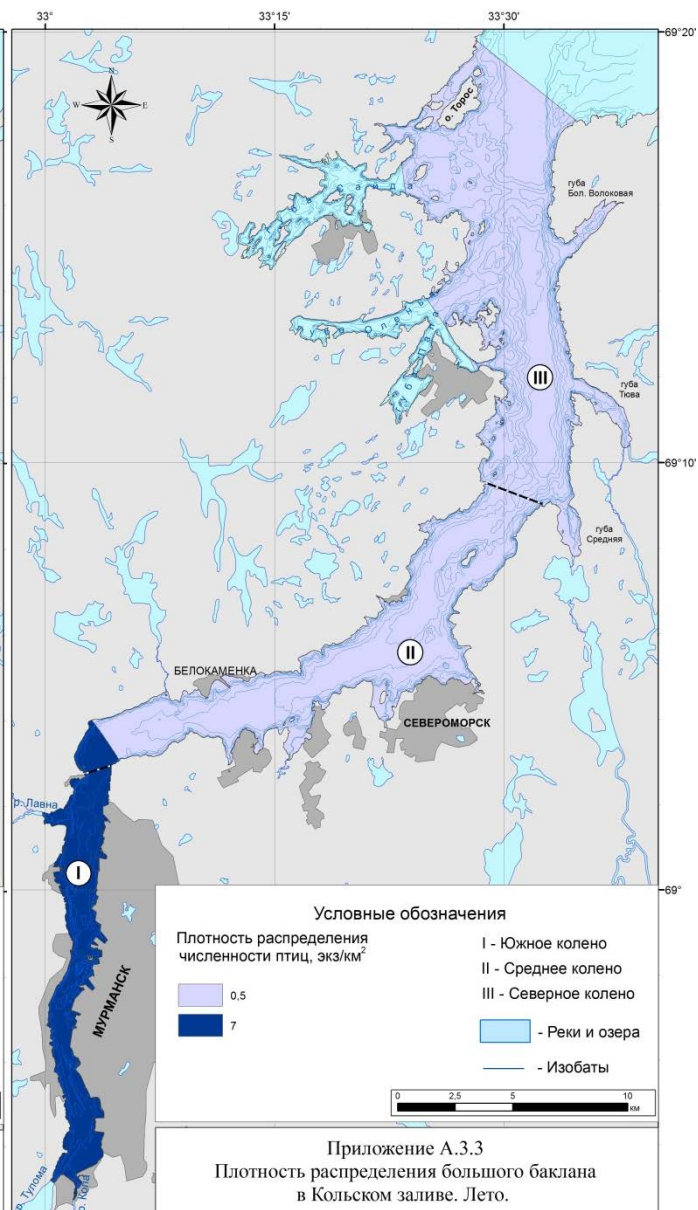 33°
33°15'
33°30'
69°20'
N
W
E
S
о. Торос
губа
Бол. Волоковая
губа
Тюва
III
69°10'
губа
Средняя
II
БЕЛОКАМЕНКА
СЕВЕРОМОРСК
р. Лавна
I
69°
МУРМАНСК
р. Тулома
р. Кола
Условные обозначения
Плотность распределения
численности птиц, экз/км²
0,5
7
I - Южное колено
II - Среднее колено
III - Северное колено
- Реки и озера
- Изобаты
0 2,5 5 10
км
Приложение А.3.3
Плотность распределения большого баклана
в Кольском заливе. Лето.